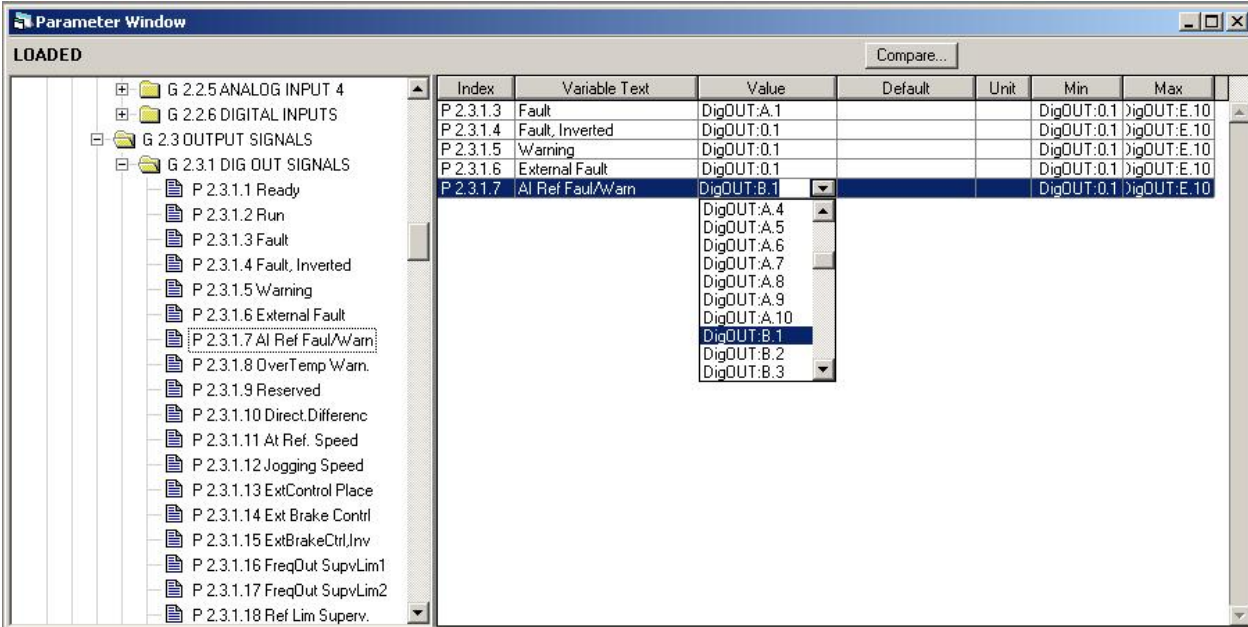 Parameter Window
LOADED
Compare...
G 2.2.5 ANALOG INPUT 4
G 2.2.6 DIGITAL INPUTS
G 2.3 OUTPUT SIGNALS
G 2.3.1 DIG OUT SIGNALS
P 2.3.1.1 Ready
P 2.3.1.2 Run
P 2.3.1.3 Fault
P 2.3.1.4 Fault, Inverted
P 2.3.1.5 Warning
P 2.3.1.6 External Fault
P 2.3.1.7 AI Ref Faul/Warn
P 2.3.1.8 OverTemp Warn.
P 2.3.1.9 Reserved
P 2.3.1.10 Direct.Differenc
P 2.3.1.11 At Ref. Speed
P 2.3.1.12 Jogging Speed
P 2.3.1.13 ExtControl Place
P 2.3.1.14 Ext Brake Contrl
P 2.3.1.15 ExtBrakeCtrl,Inv
P 2.3.1.16 FreqOut SupvLim1
P 2.3.1.17 FreqOut SupvLim2
P 2.3.1.18 Ref Lim Superv.
Index Variable Text Value Default Unit Min Max
P 2.3.1.3 Fault DigOUT:A.1 DigOUT:0.1 DigOUT:E.10
P 2.3.1.4 Fault, Inverted DigOUT:0.1 DigOUT:0.1 DigOUT:E.10
P 2.3.1.5 Warning DigOUT:0.1 DigOUT:0.1 DigOUT:E.10
P 2.3.1.6 External Fault DigOUT:0.1 DigOUT:0.1 DigOUT:E.10
P 2.3.1.7 AI Ref Faul/Warn DigOUT:B.1 DigOUT:0.1 DigOUT:E.10
DigOUT:A.4
DigOUT:A.5
DigOUT:A.6
DigOUT:A.7
DigOUT:A.8
DigOUT:A.9
DigOUT:A.10
DigOUT:B.1
DigOUT:B.2
DigOUT:B.3